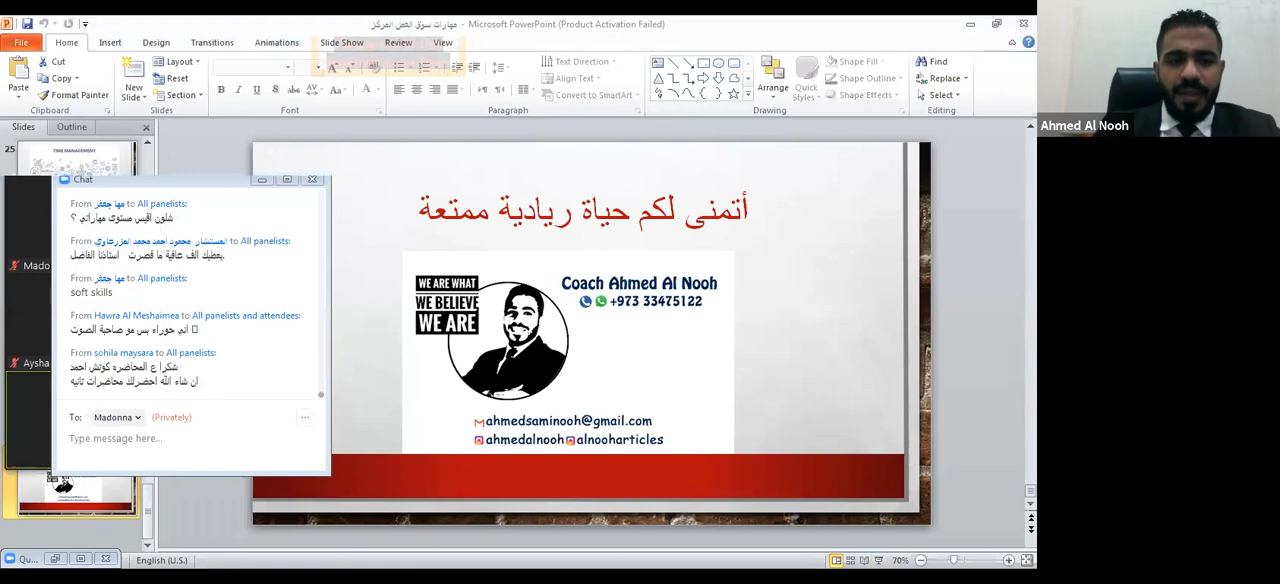 مهارات سوق العمل المركز - Microsoft PowerPoint (Product Activation Failed)
File Home Insert Design Transitions Animations Slide Show Review View
Paste
Cut
Copy
Format Painter
Clipboard
New Slide
Layout
Reset
Section
Slides
Font
Text Direction
Align Text
Convert to SmartArt
Paragraph
Arrange
Quick Styles
Shape Fill
Shape Outline
Shape Effects
Drawing
Find
Replace
Select
Editing
Ahmed Al Nooh
Slides Outline
25
TIME MANAGEMENT
Chat
From مها جعفر to All panelists:
شلون اقيس مستوى مهاراتي ؟
From المستشار محمود احمد محمد المزرعاوي to All panelists:
يعطيك الف عافية ما قصرت استاذنا الفاضل.
From مها جعفر to All panelists:
soft skills
From Hawra Al Meshaimea to All panelists and attendees:
اني حوراء بس مو صاحبة الصوت
From sohila maysara to All panelists:
شكرا ع المحاضره كوتش احمد
ان شاء الله احضرلك محاضرات تانيه
To: Madonna (Privately)
Type message here...
Mado
Aysha
أتمنى لكم حياة ريادية ممتعة
WE ARE WHAT
WE BELIEVE
WE ARE
Coach Ahmed Al Nooh
+973 33475122
ahmedsaminooh@gmail.com
ahmedalnooh alnooharticles
Qu...
English (U.S.)
70%